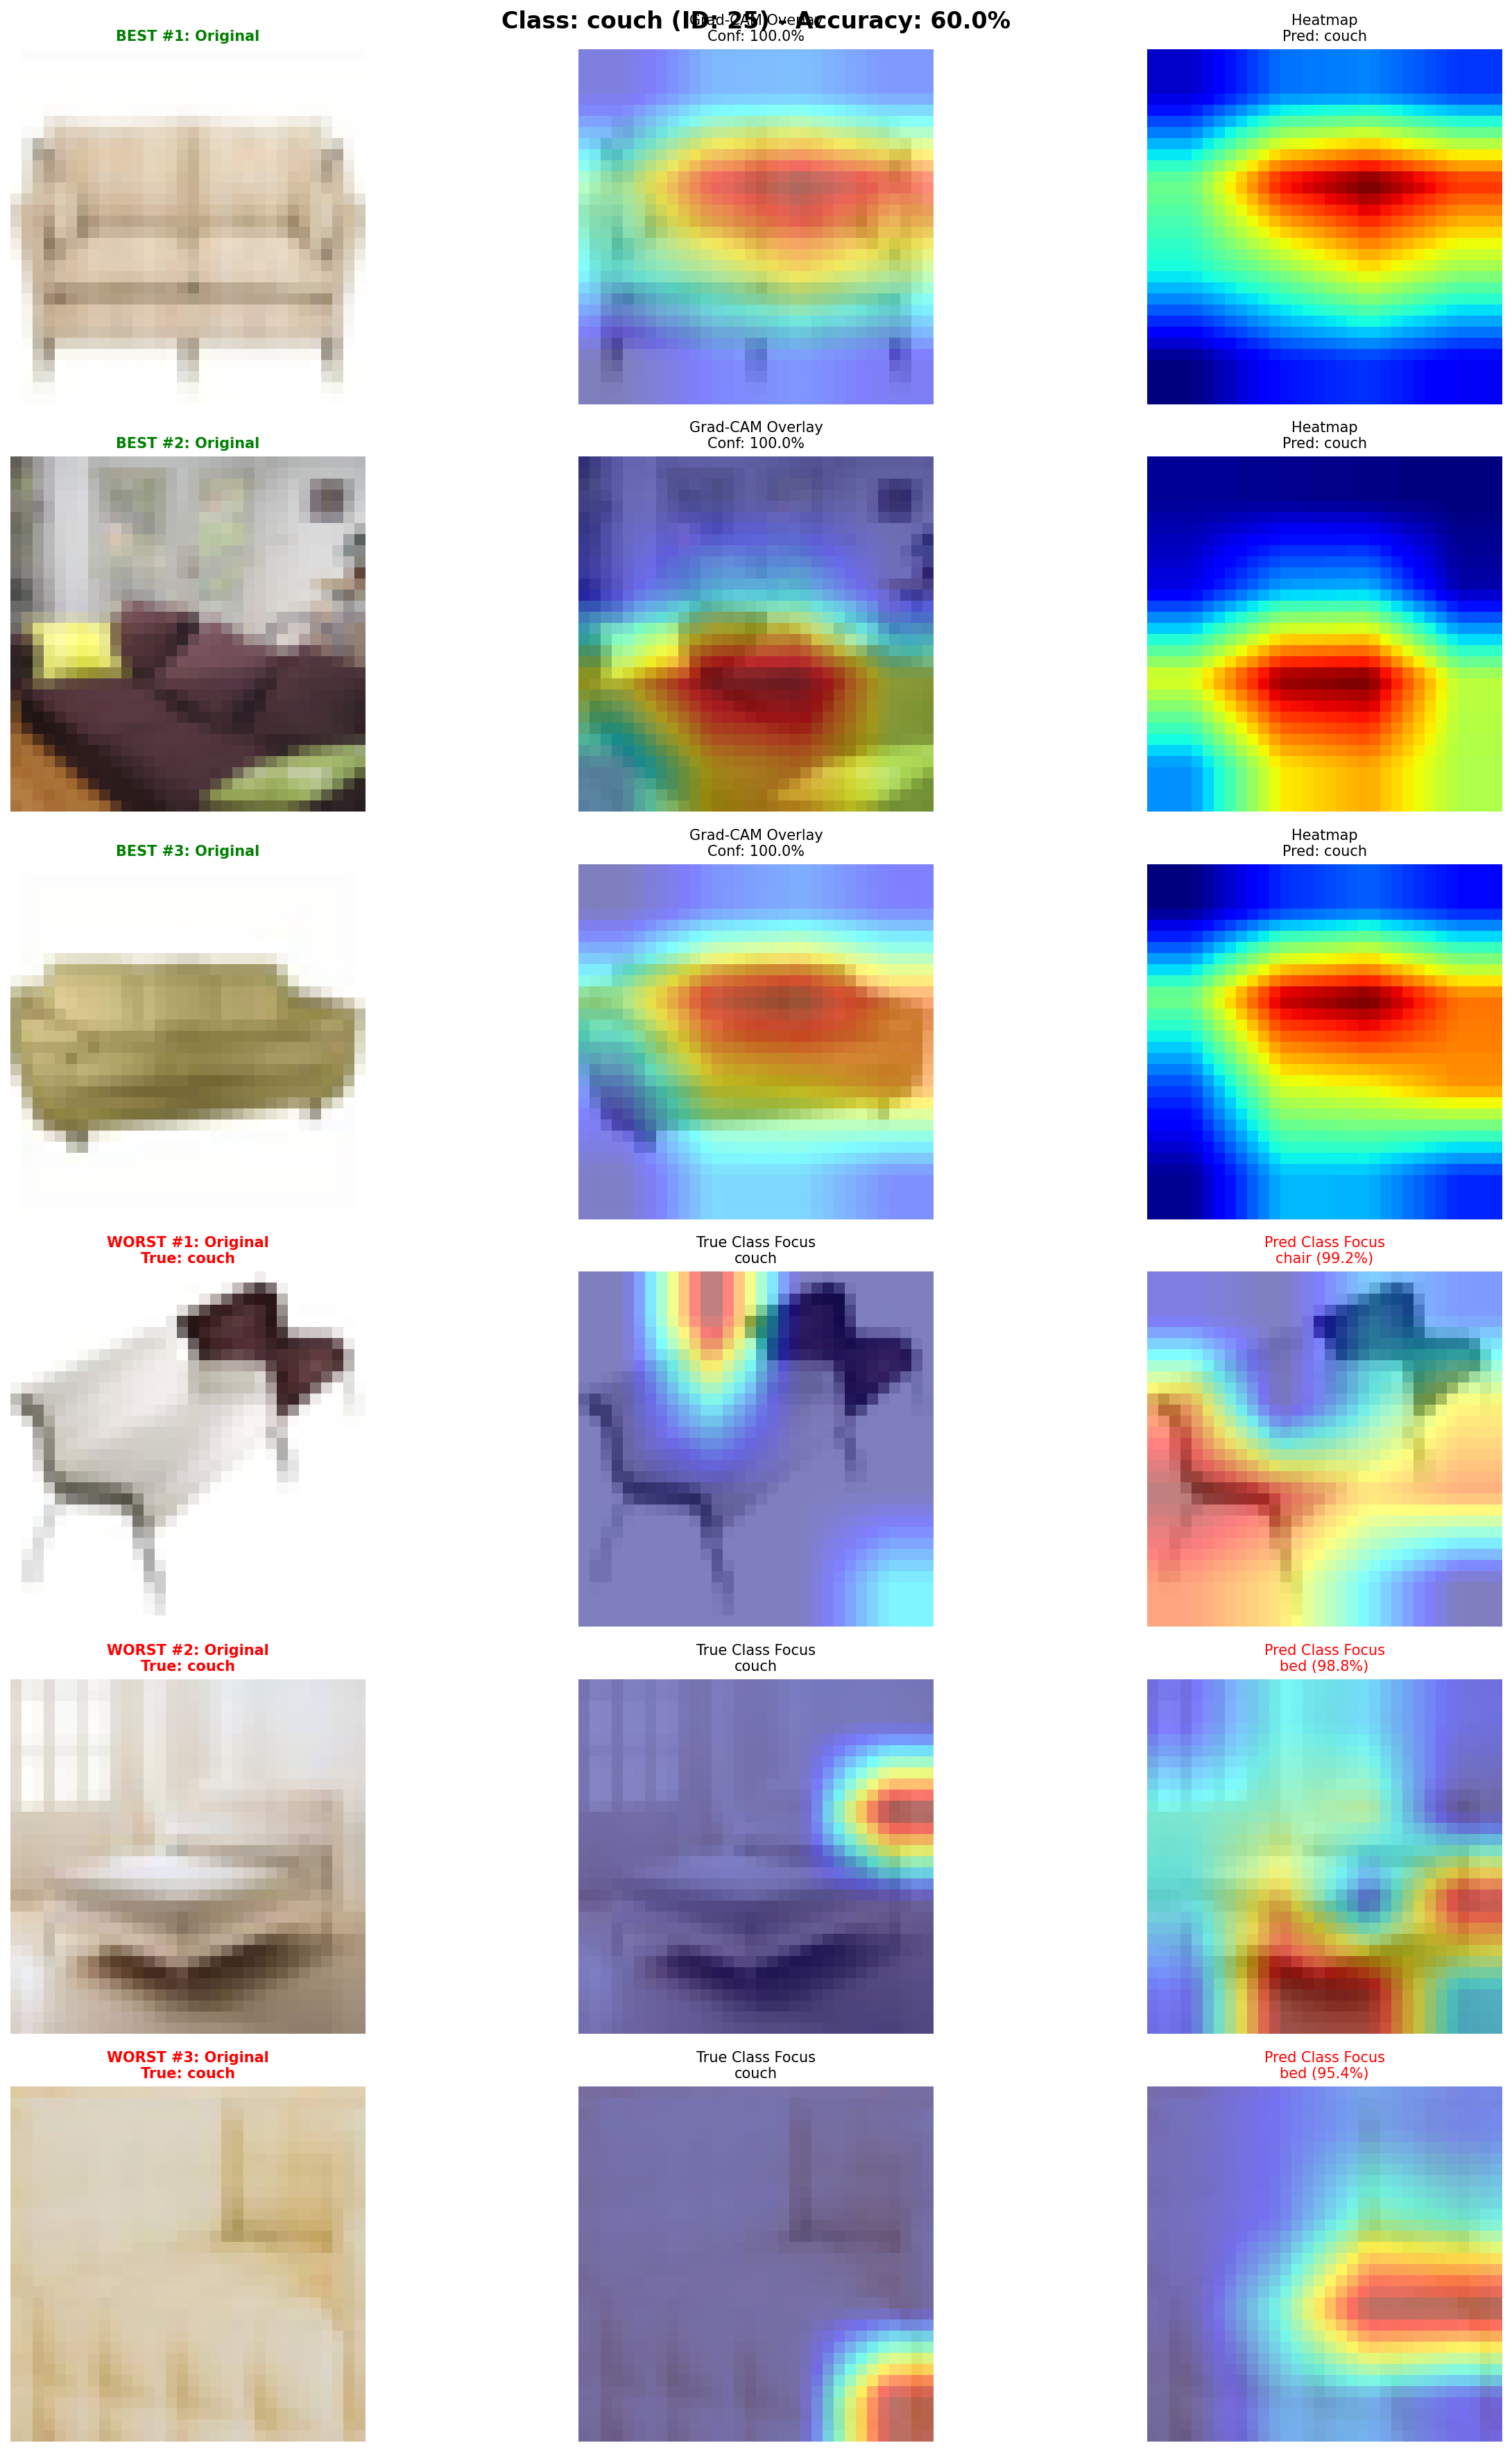 Class: couch (ID: 25) - Accuracy: 60.0%
BEST #1: Original
Grad-CAM Overlay
Conf: 100.0%
Heatmap
Pred: couch
BEST #2: Original
Grad-CAM Overlay
Conf: 100.0%
Heatmap
Pred: couch
BEST #3: Original
Grad-CAM Overlay
Conf: 100.0%
Heatmap
Pred: couch
WORST #1: Original
True: couch
True Class Focus
couch
Pred Class Focus
chair (99.2%)
WORST #2: Original
True: couch
True Class Focus
couch
Pred Class Focus
bed (98.8%)
WORST #3: Original
True: couch
True Class Focus
couch
Pred Class Focus
bed (95.4%)